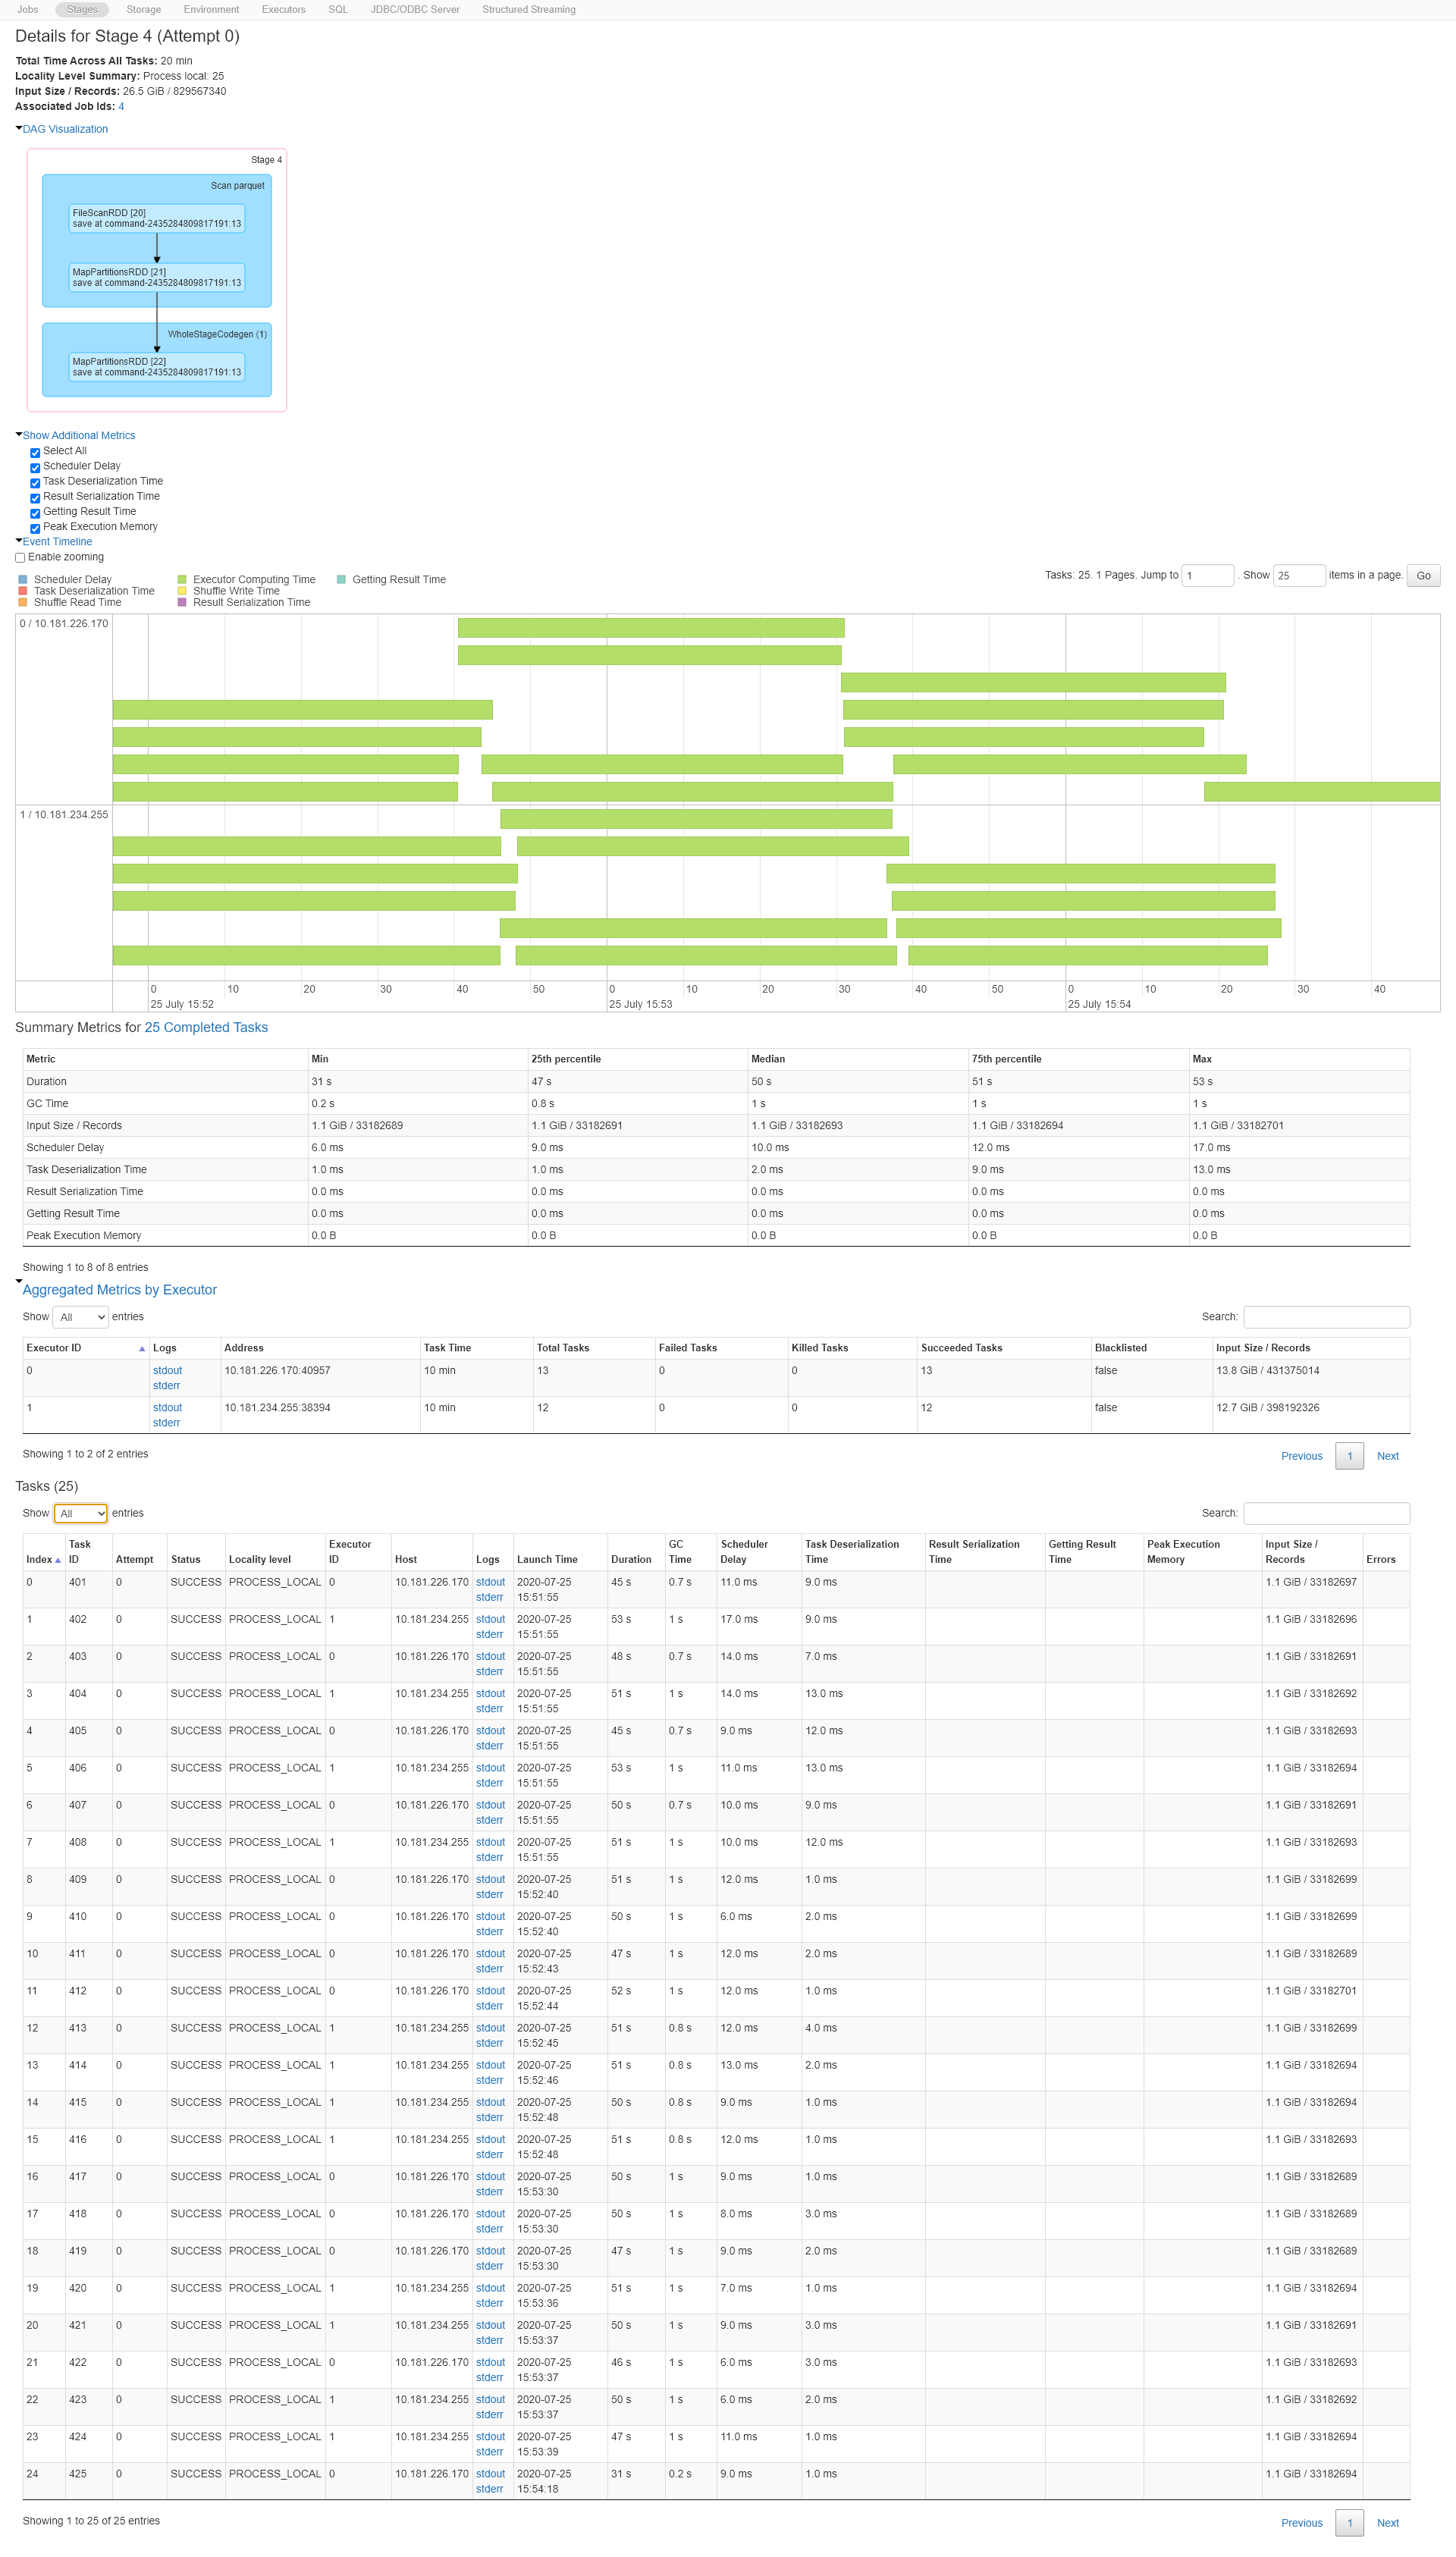 Jobs Stages Storage Environment Executors SQL JDBC/ODBC Server Structured Streaming
Details for Stage 4 (Attempt 0)
Total Time Across All Tasks: 20 min
Locality Level Summary: Process local: 25
Input Size / Records: 26.5 GiB / 829567340
Associated Job Ids: 4
DAG Visualization
Stage 4
Scan parquet
FileScanRDD [20]
save at command-2435284809817191:13
MapPartitionsRDD [21]
save at command-2435284809817191:13
WholeStageCodegen (1)
MapPartitionsRDD [22]
save at command-2435284809817191:13
Show Additional Metrics
Select All
Scheduler Delay
Task Deserialization Time
Result Serialization Time
Getting Result Time
Peak Execution Memory
Event Timeline
Enable zooming
Tasks: 25. 1 Pages. Jump to 1 . Show 25 items in a page. Go
Scheduler Delay Executor Computing Time Getting Result Time
Task Deserialization Time Shuffle Write Time
Shuffle Read Time Result Serialization Time
0 / 10.181.226.170
1 / 10.181.234.255
0 10 20 30 40 50 0 10 20 30 40 50 0 10 20 30 40
25 July 15:52 25 July 15:53 25 July 15:54
Summary Metrics for 25 Completed Tasks
Metric Min 25th percentile Median 75th percentile Max
Duration 31 s 47 s 50 s 51 s 53 s
GC Time 0.2 s 0.8 s 1 s 1 s 1 s
Input Size / Records 1.1 GiB / 33182689 1.1 GiB / 33182691 1.1 GiB / 33182693 1.1 GiB / 33182694 1.1 GiB / 33182701
Scheduler Delay 6.0 ms 9.0 ms 10.0 ms 12.0 ms 17.0 ms
Task Deserialization Time 1.0 ms 1.0 ms 2.0 ms 9.0 ms 13.0 ms
Result Serialization Time 0.0 ms 0.0 ms 0.0 ms 0.0 ms 0.0 ms
Getting Result Time 0.0 ms 0.0 ms 0.0 ms 0.0 ms 0.0 ms
Peak Execution Memory 0.0 B 0.0 B 0.0 B 0.0 B 0.0 B
Showing 1 to 8 of 8 entries
Aggregated Metrics by Executor
Show All entries Search:
Executor ID Logs Address Task Time Total Tasks Failed Tasks Killed Tasks Succeeded Tasks Blacklisted Input Size / Records
0 stdout 10.181.226.170:40957 10 min 13 0 0 13 false 13.8 GiB / 431375014
stderr
1 stdout 10.181.234.255:38394 10 min 12 0 0 12 false 12.7 GiB / 398192326
stderr
Showing 1 to 2 of 2 entries Previous 1 Next
Tasks (25)
Show All entries Search:
Task Executor GC Scheduler Task Deserialization Result Serialization Getting Result Peak Execution Input Size /
Index ID Attempt Status Locality level ID Host Logs Launch Time Duration Time Delay Time Time Time Memory Records Errors
0 401 0 SUCCESS PROCESS_LOCAL 0 10.181.226.170 stdout 2020-07-25 45 s 0.7 s 11.0 ms 9.0 ms 1.1 GiB / 33182697
stderr 15:51:55
1 402 0 SUCCESS PROCESS_LOCAL 1 10.181.234.255 stdout 2020-07-25 53 s 1 s 17.0 ms 9.0 ms 1.1 GiB / 33182696
stderr 15:51:55
2 403 0 SUCCESS PROCESS_LOCAL 0 10.181.226.170 stdout 2020-07-25 48 s 0.7 s 14.0 ms 7.0 ms 1.1 GiB / 33182691
stderr 15:51:55
3 404 0 SUCCESS PROCESS_LOCAL 1 10.181.234.255 stdout 2020-07-25 51 s 1 s 14.0 ms 13.0 ms 1.1 GiB / 33182692
stderr 15:51:55
4 405 0 SUCCESS PROCESS_LOCAL 0 10.181.226.170 stdout 2020-07-25 45 s 0.7 s 9.0 ms 12.0 ms 1.1 GiB / 33182693
stderr 15:51:55
5 406 0 SUCCESS PROCESS_LOCAL 1 10.181.234.255 stdout 2020-07-25 53 s 1 s 11.0 ms 13.0 ms 1.1 GiB / 33182694
stderr 15:51:55
6 407 0 SUCCESS PROCESS_LOCAL 0 10.181.226.170 stdout 2020-07-25 50 s 0.7 s 10.0 ms 9.0 ms 1.1 GiB / 33182691
stderr 15:51:55
7 408 0 SUCCESS PROCESS_LOCAL 1 10.181.234.255 stdout 2020-07-25 51 s 1 s 10.0 ms 12.0 ms 1.1 GiB / 33182693
stderr 15:51:55
8 409 0 SUCCESS PROCESS_LOCAL 0 10.181.226.170 stdout 2020-07-25 51 s 1 s 12.0 ms 1.0 ms 1.1 GiB / 33182699
stderr 15:52:40
9 410 0 SUCCESS PROCESS_LOCAL 0 10.181.226.170 stdout 2020-07-25 50 s 1 s 6.0 ms 2.0 ms 1.1 GiB / 33182699
stderr 15:52:40
10 411 0 SUCCESS PROCESS_LOCAL 0 10.181.226.170 stdout 2020-07-25 47 s 1 s 12.0 ms 2.0 ms 1.1 GiB / 33182689
stderr 15:52:43
11 412 0 SUCCESS PROCESS_LOCAL 0 10.181.226.170 stdout 2020-07-25 52 s 1 s 12.0 ms 1.0 ms 1.1 GiB / 33182701
stderr 15:52:44
12 413 0 SUCCESS PROCESS_LOCAL 1 10.181.234.255 stdout 2020-07-25 51 s 0.8 s 12.0 ms 4.0 ms 1.1 GiB / 33182699
stderr 15:52:45
13 414 0 SUCCESS PROCESS_LOCAL 1 10.181.234.255 stdout 2020-07-25 51 s 0.8 s 13.0 ms 2.0 ms 1.1 GiB / 33182694
stderr 15:52:46
14 415 0 SUCCESS PROCESS_LOCAL 1 10.181.234.255 stdout 2020-07-25 50 s 0.8 s 9.0 ms 1.0 ms 1.1 GiB / 33182694
stderr 15:52:48
15 416 0 SUCCESS PROCESS_LOCAL 1 10.181.234.255 stdout 2020-07-25 51 s 0.8 s 12.0 ms 1.0 ms 1.1 GiB / 33182693
stderr 15:52:48
16 417 0 SUCCESS PROCESS_LOCAL 0 10.181.226.170 stdout 2020-07-25 50 s 1 s 9.0 ms 1.0 ms 1.1 GiB / 33182689
stderr 15:53:30
17 418 0 SUCCESS PROCESS_LOCAL 0 10.181.226.170 stdout 2020-07-25 50 s 1 s 8.0 ms 3.0 ms 1.1 GiB / 33182689
stderr 15:53:30
18 419 0 SUCCESS PROCESS_LOCAL 0 10.181.226.170 stdout 2020-07-25 47 s 1 s 9.0 ms 2.0 ms 1.1 GiB / 33182689
stderr 15:53:30
19 420 0 SUCCESS PROCESS_LOCAL 1 10.181.234.255 stdout 2020-07-25 51 s 1 s 7.0 ms 1.0 ms 1.1 GiB / 33182694
stderr 15:53:36
20 421 0 SUCCESS PROCESS_LOCAL 1 10.181.234.255 stdout 2020-07-25 50 s 1 s 9.0 ms 3.0 ms 1.1 GiB / 33182691
stderr 15:53:37
21 422 0 SUCCESS PROCESS_LOCAL 0 10.181.226.170 stdout 2020-07-25 46 s 1 s 6.0 ms 3.0 ms 1.1 GiB / 33182693
stderr 15:53:37
22 423 0 SUCCESS PROCESS_LOCAL 1 10.181.234.255 stdout 2020-07-25 50 s 1 s 6.0 ms 2.0 ms 1.1 GiB / 33182692
stderr 15:53:37
23 424 0 SUCCESS PROCESS_LOCAL 1 10.181.234.255 stdout 2020-07-25 47 s 1 s 11.0 ms 1.0 ms 1.1 GiB / 33182694
stderr 15:53:39
24 425 0 SUCCESS PROCESS_LOCAL 0 10.181.226.170 stdout 2020-07-25 31 s 0.2 s 9.0 ms 1.0 ms 1.1 GiB / 33182694
stderr 15:54:18
Showing 1 to 25 of 25 entries Previous 1 Next